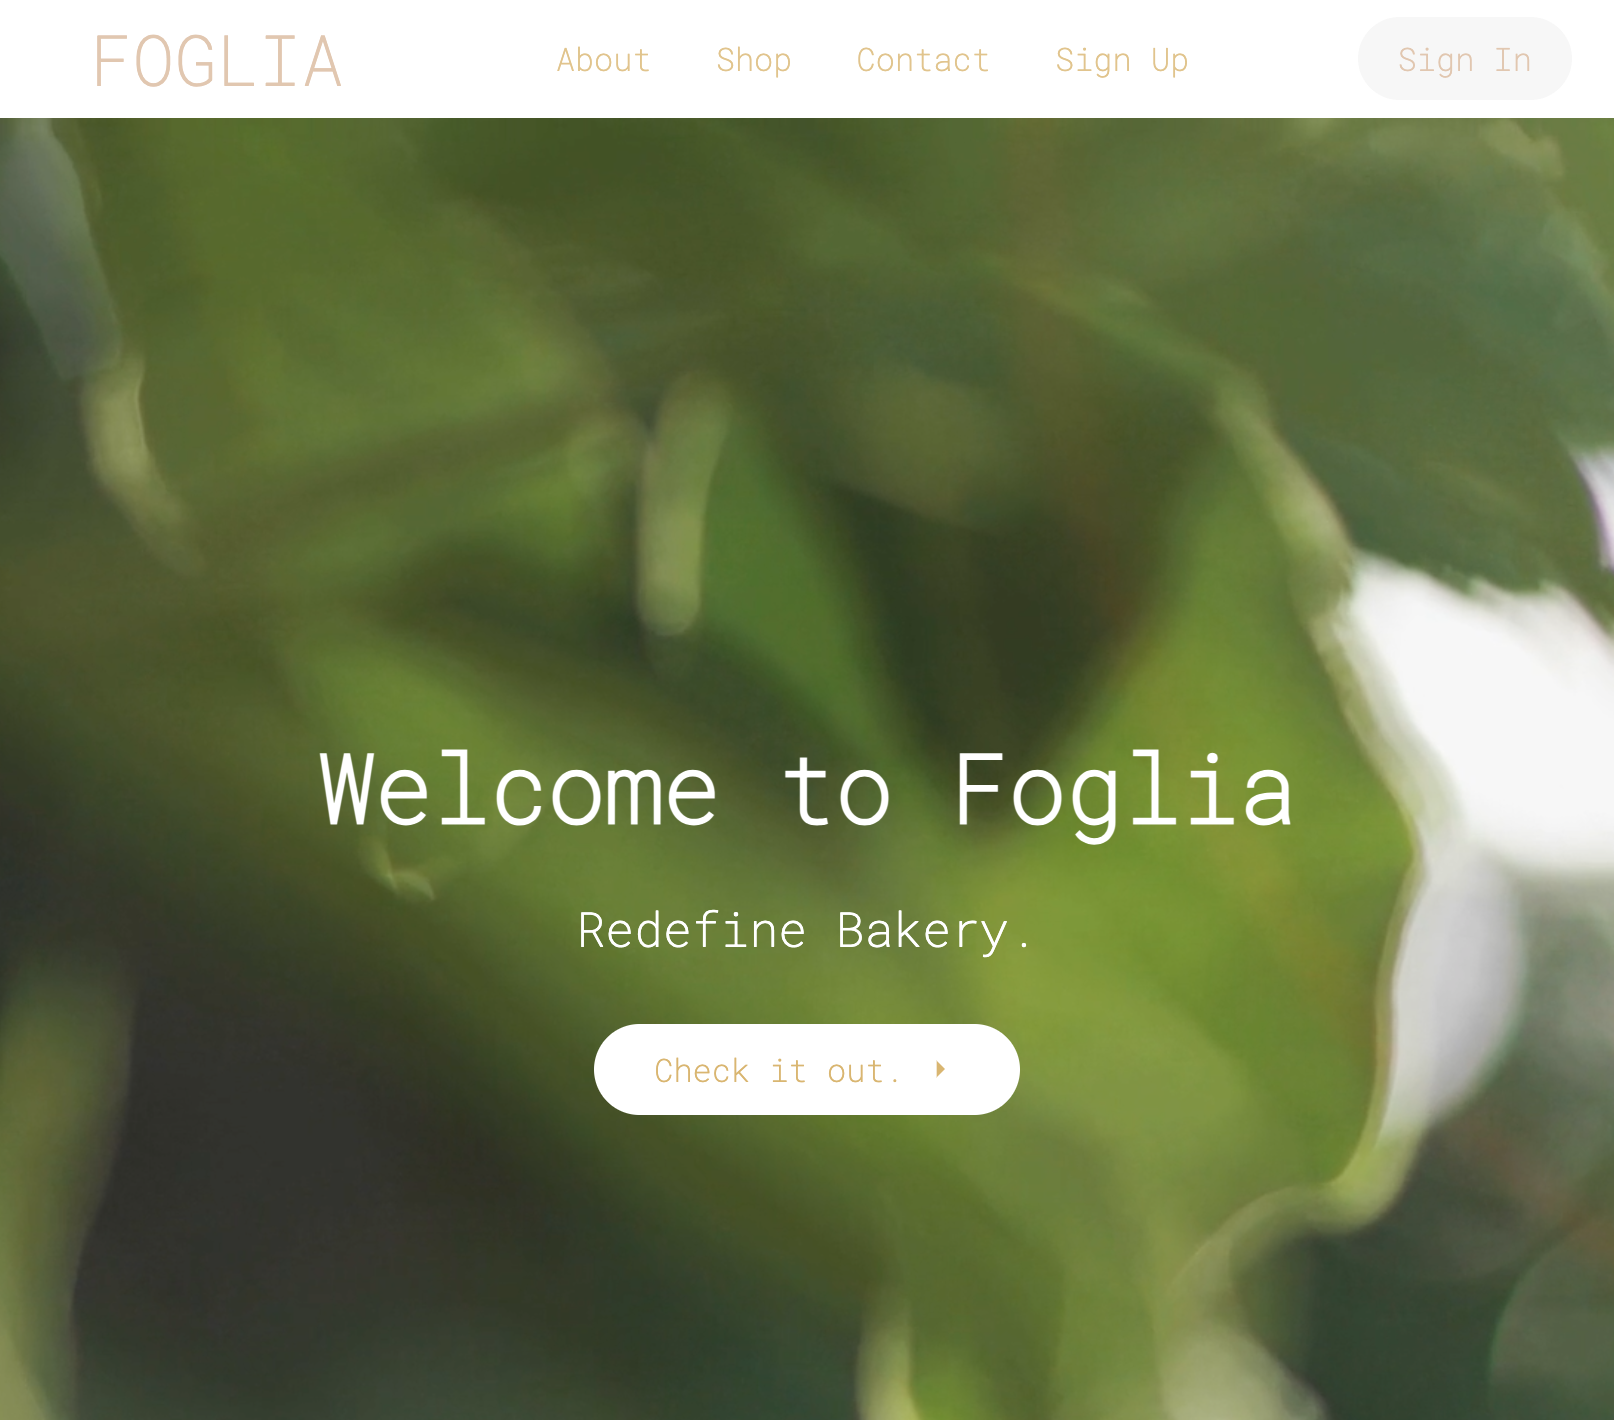 FOGLIA
About Shop Contact Sign Up Sign In
Welcome to Foglia
Redefine Bakery.
Check it out.